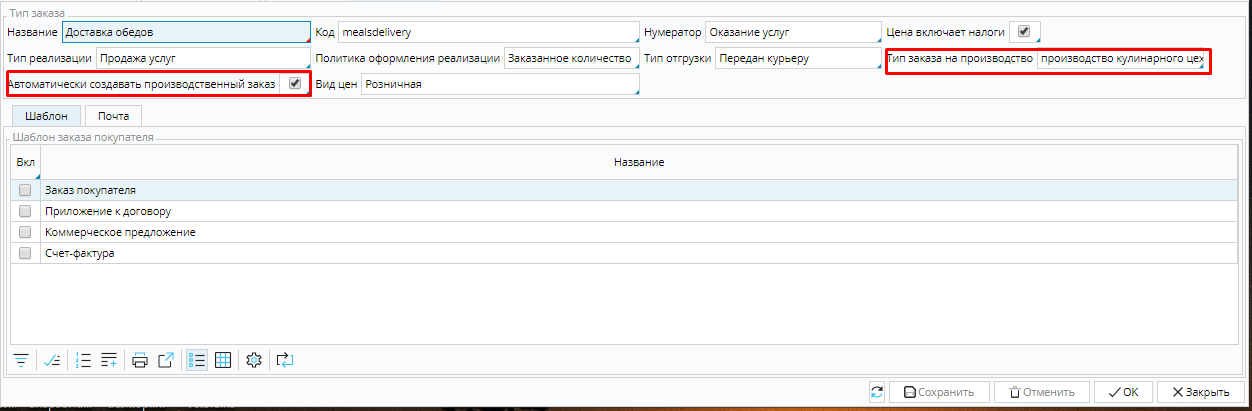 Тип заказа
Название Доставка обедов Код mealsdelivery Нумератор Оказание услуг Цена включает налоги
Тип реализации Продажа услуг Политика оформления реализации Заказанное количество Тип отгрузки Передан курьеру Тип заказа на производство производство кулинарного цех
Автоматически создавать производственный заказ Вид цен Розничная
Шаблон Почта
Шаблон заказа покупателя
Вкл Название
Заказ покупателя
Приложение к договору
Коммерческое предложение
Счет-фактура
Сохранить Отменить OK Закрыть